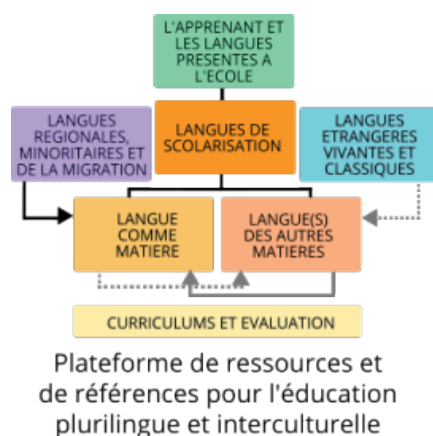 L'APPRENANT ET
LES LANGUES
PRESENTES A
L'ECOLE
LANGUES
REGIONALES,
MINORITAIRES ET
DE LA MIGRATION
LANGUES DE
SCOLARISATION
LANGUES
ETRANGERES
VIVANTES ET
CLASSIQUES
LANGUE
COMME
MATIERE
LANGUE(S)
DES AUTRES
MATIERES
CURRICULUMS ET EVALUATION
Plateforme de ressources et
de références pour l'éducation
plurilingue et interculturelle